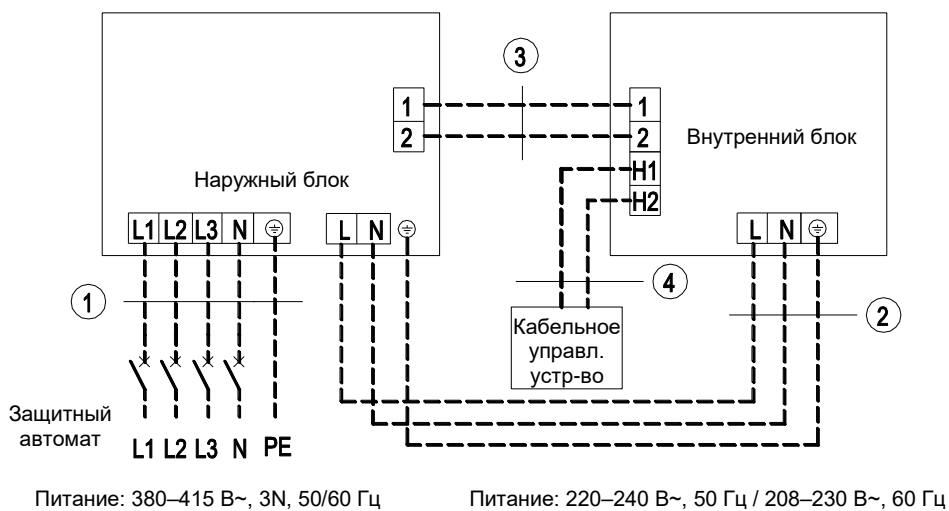 3
1
2
1
2
H1
H2
Внутренний блок
Наружный блок
L1 L2 L3 N
L N
L N
1
4
2
Кабельное
управл.
устр-во
Защитный
автомат
L1 L2 L3 N PE
Питание: 380–415 В~, 3N, 50/60 Гц
Питание: 220–240 В~, 50 Гц / 208–230 В~, 60 Гц